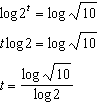 log 2^t = log √10
t log 2 = log √10
t = log √10 / log 2